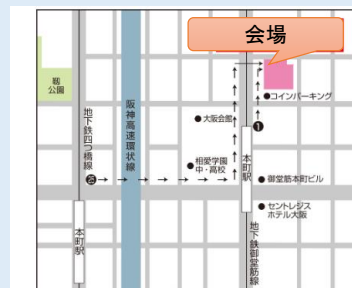 会場
靱
公園
地下鉄四つ橋線
阪神高速環状線
コインパーキング
大阪会館
1
本町駅
相愛学園
中・高校
御堂筋本町ビル
セントレジス
ホテル大阪
本町駅
地下鉄御堂筋線